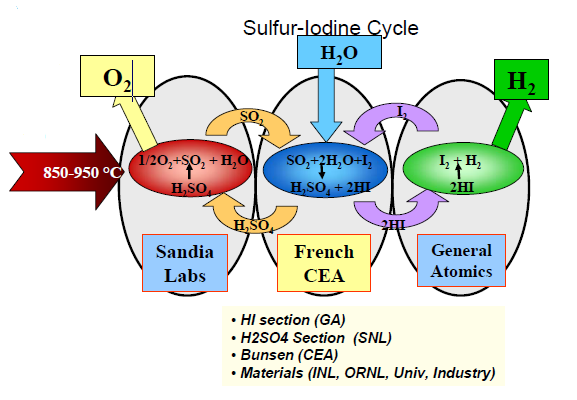 Sulfur-Iodine Cycle
O₂
H₂O
H₂
SO₂
I₂
850-950 °C
1/2O₂+SO₂ + H₂O
H₂SO₄
SO₂+2H₂O+I₂
H₂SO₄ + 2HI
I₂ + H₂
2HI
H₂SO₄
2HI
Sandia
Labs
French
CEA
General
Atomics
• HI section (GA)
• H2SO4 Section (SNL)
• Bunsen (CEA)
• Materials (INL, ORNL, Univ, Industry)